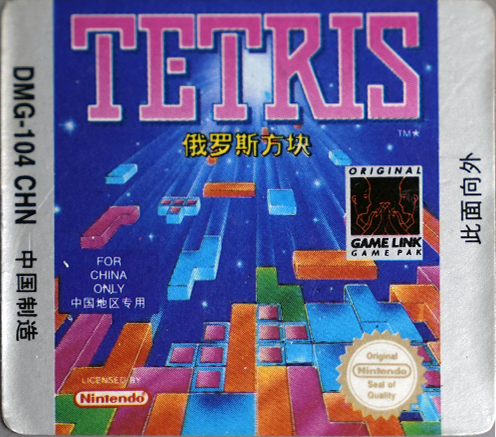 TETRIS
TM★
俄罗斯方块
DMG-104 CHN 中国制造
此面向外
ORIGINAL
GAME LINK
GAME PAK
FOR
CHINA
ONLY
中国地区专用
LICENSED BY
Nintendo
Original
Nintendo
Seal of
Quality